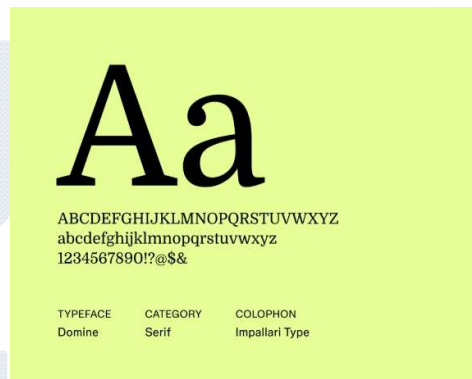 Aa
ABCDEFGHIJKLMNOPQRSTUVWXYZ
abcdefghijklmnopqrstuvwxyz
1234567890!?@$&
TYPEFACE CATEGORY COLOPHON
Domine Serif Impallari Type